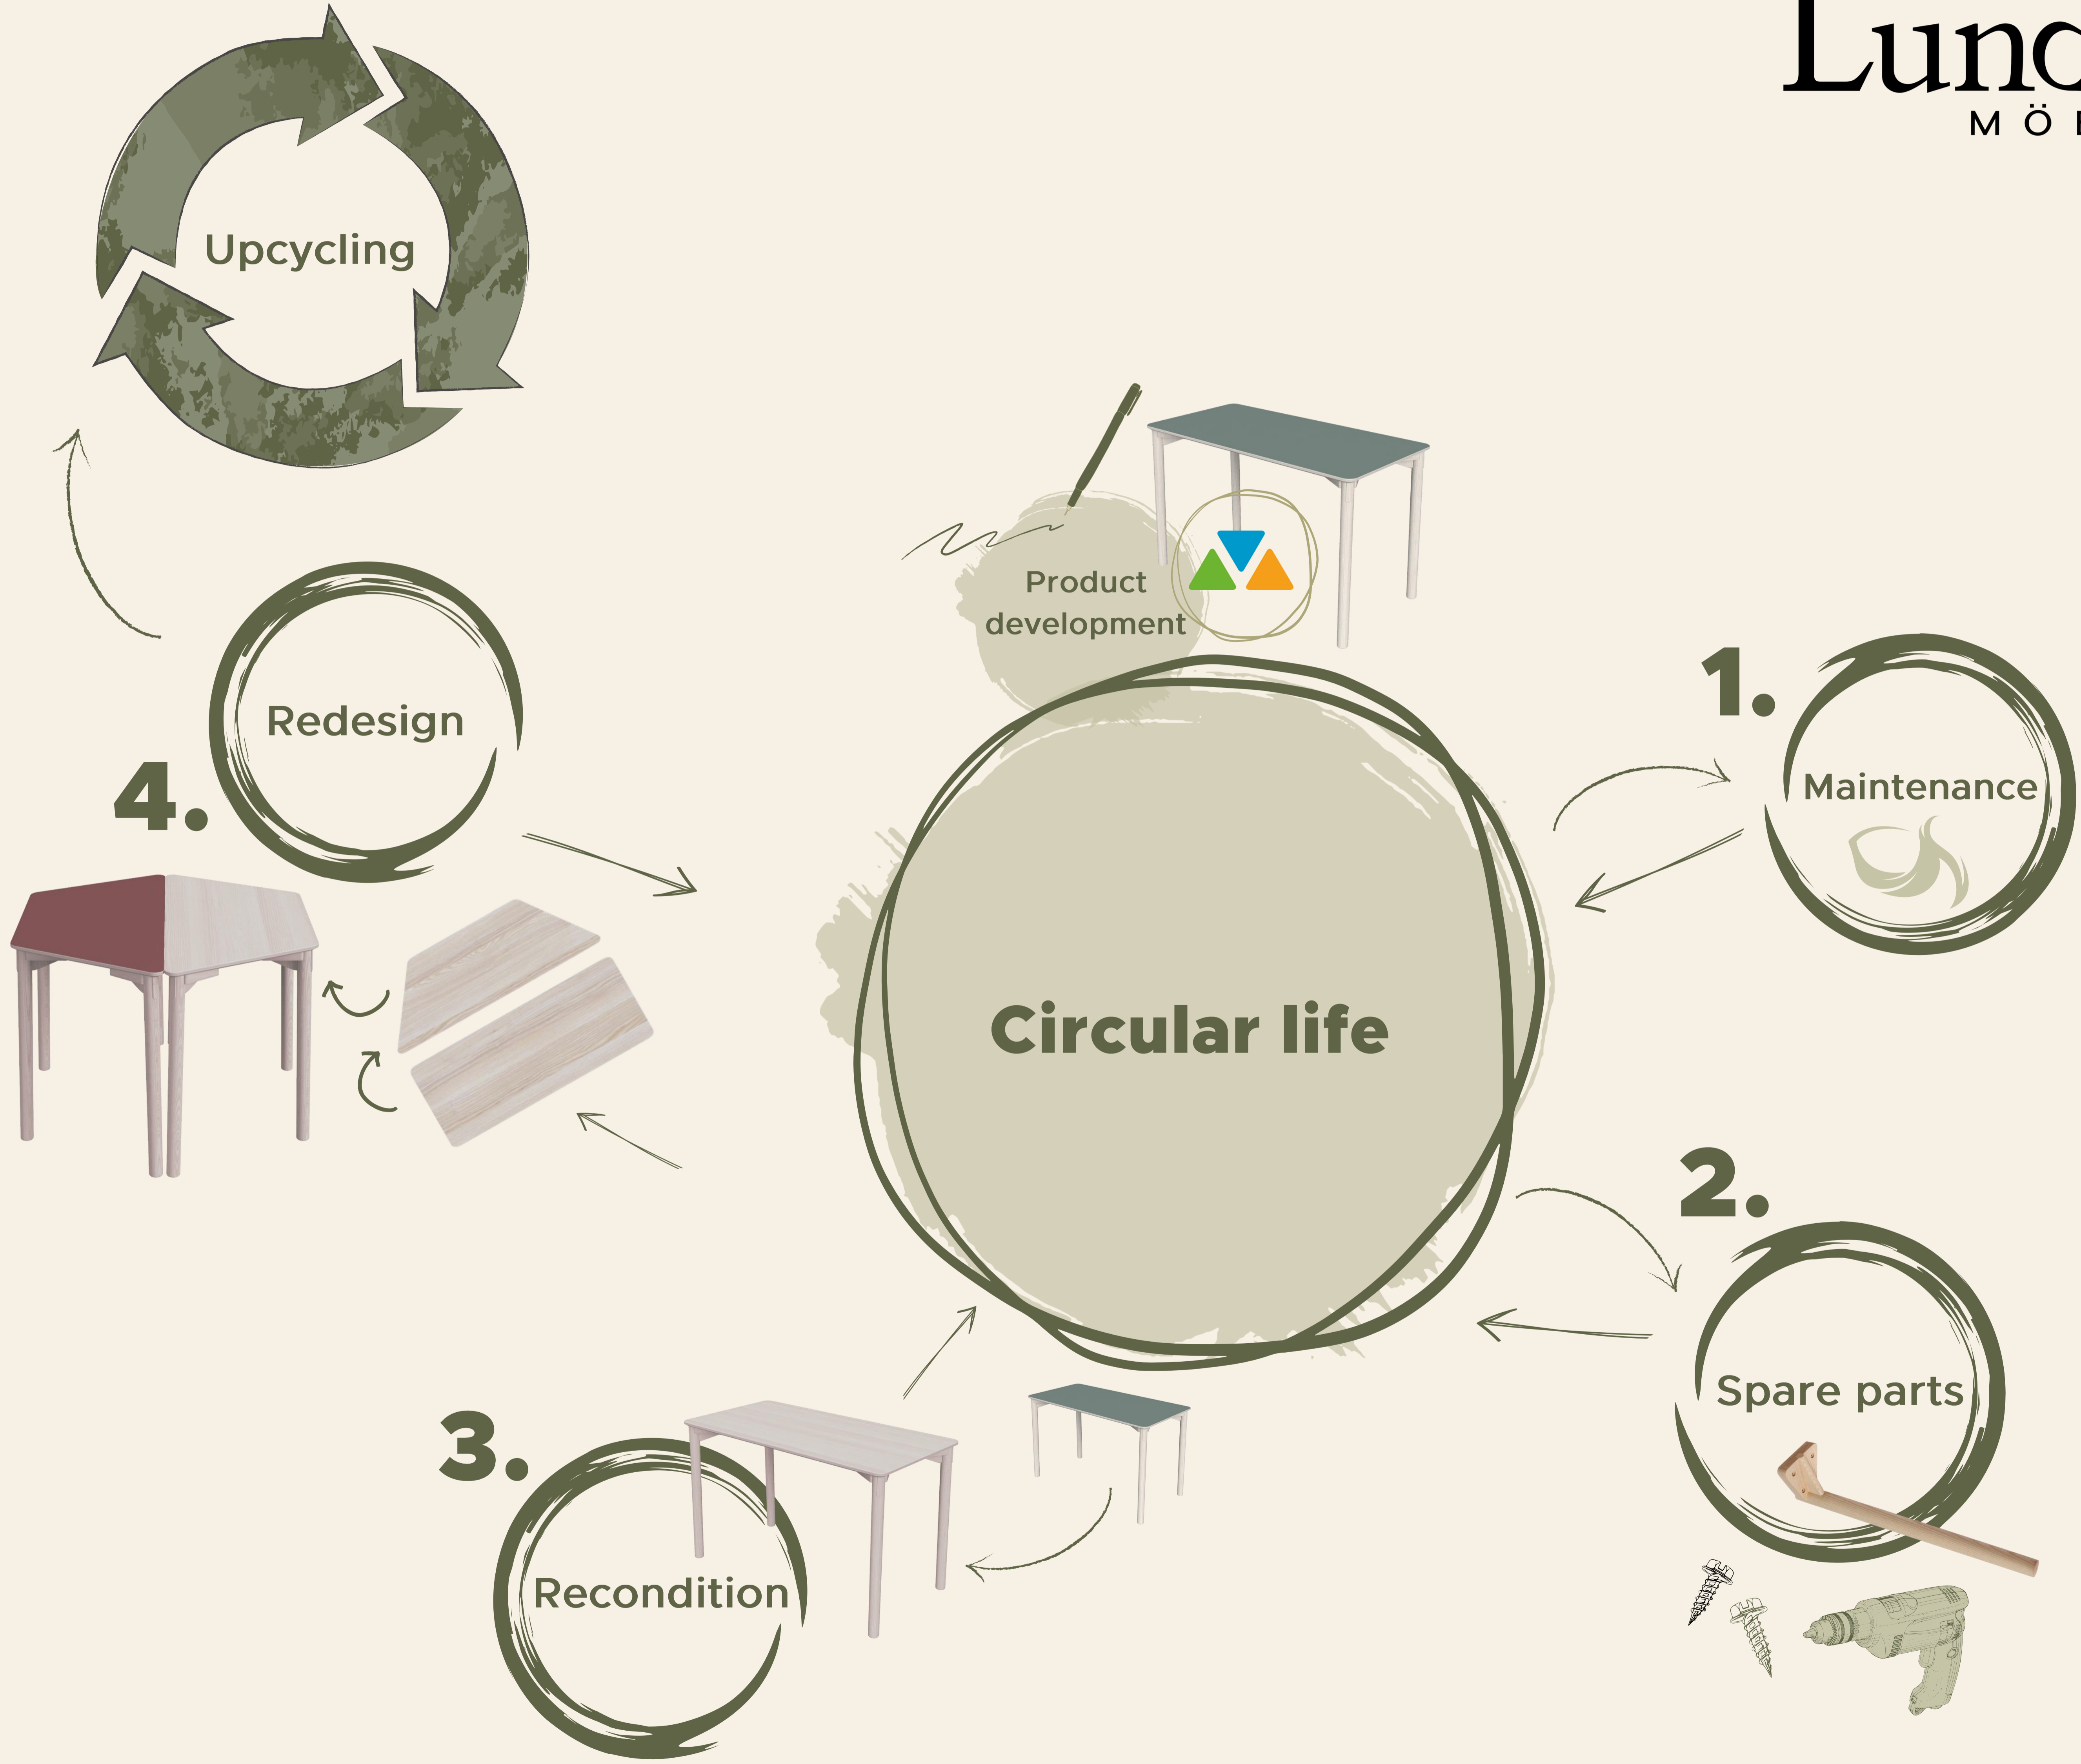 Upcycling
Product
development
1.
Maintenance
Redesign
4.
Circular life
2.
Spare parts
3.
Recondition